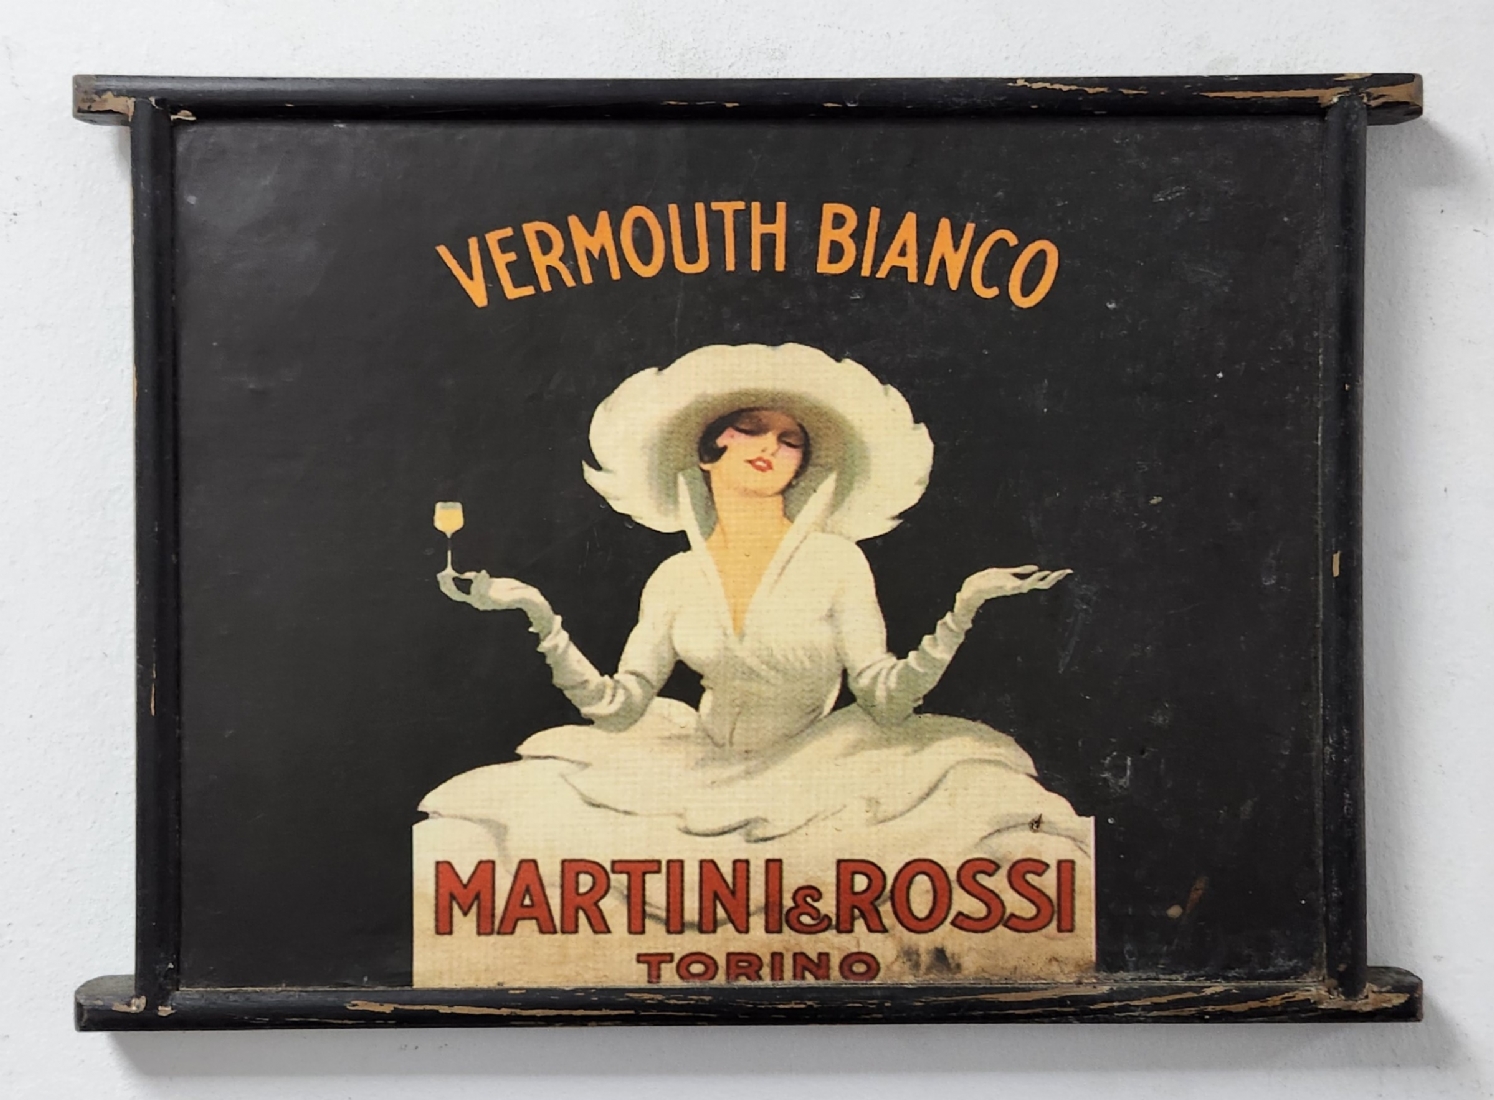 VERMOUTH BIANCO
MARTINI & ROSSI
TORINO